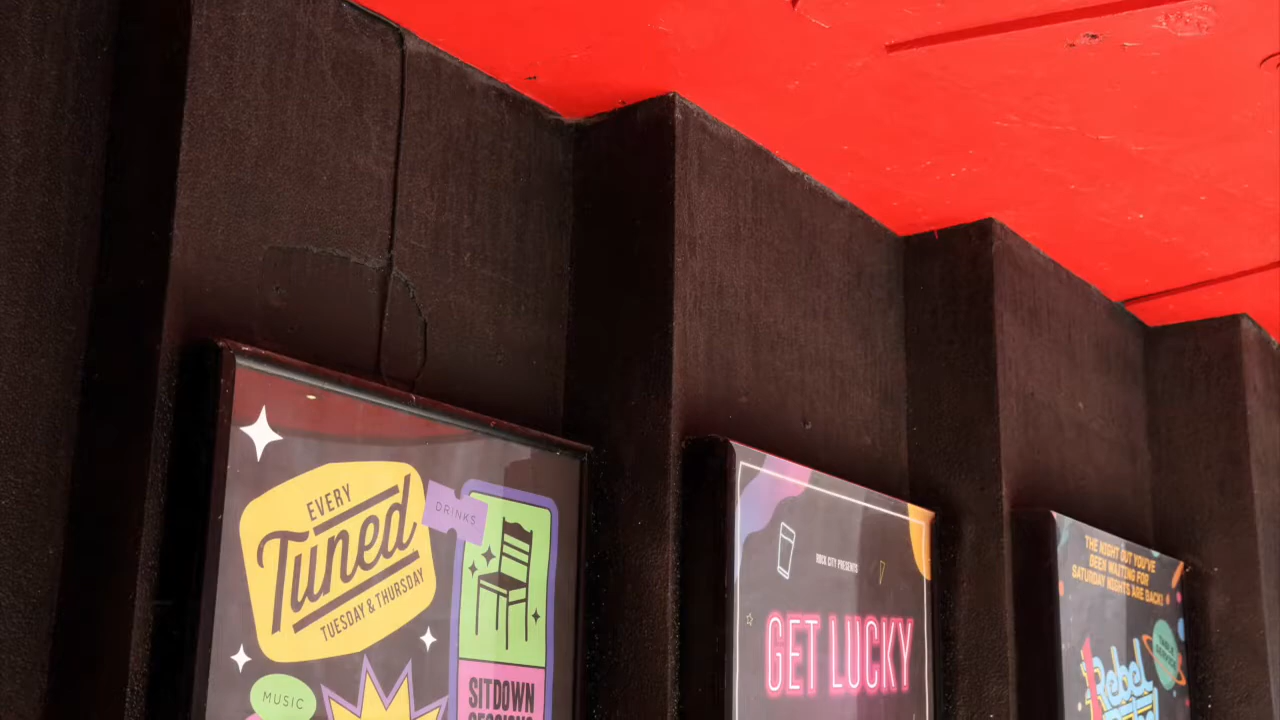 EVERY
Tuned
TUESDAY & THURSDAY
DRINKS
MUSIC
SITDOWN
SESSIONS
ROCK CITY PRESENTS
GET LUCKY
THE NIGHT OUT YOU'VE
BEEN WAITING FOR
SATURDAY NIGHTS ARE BACK!
Rebel